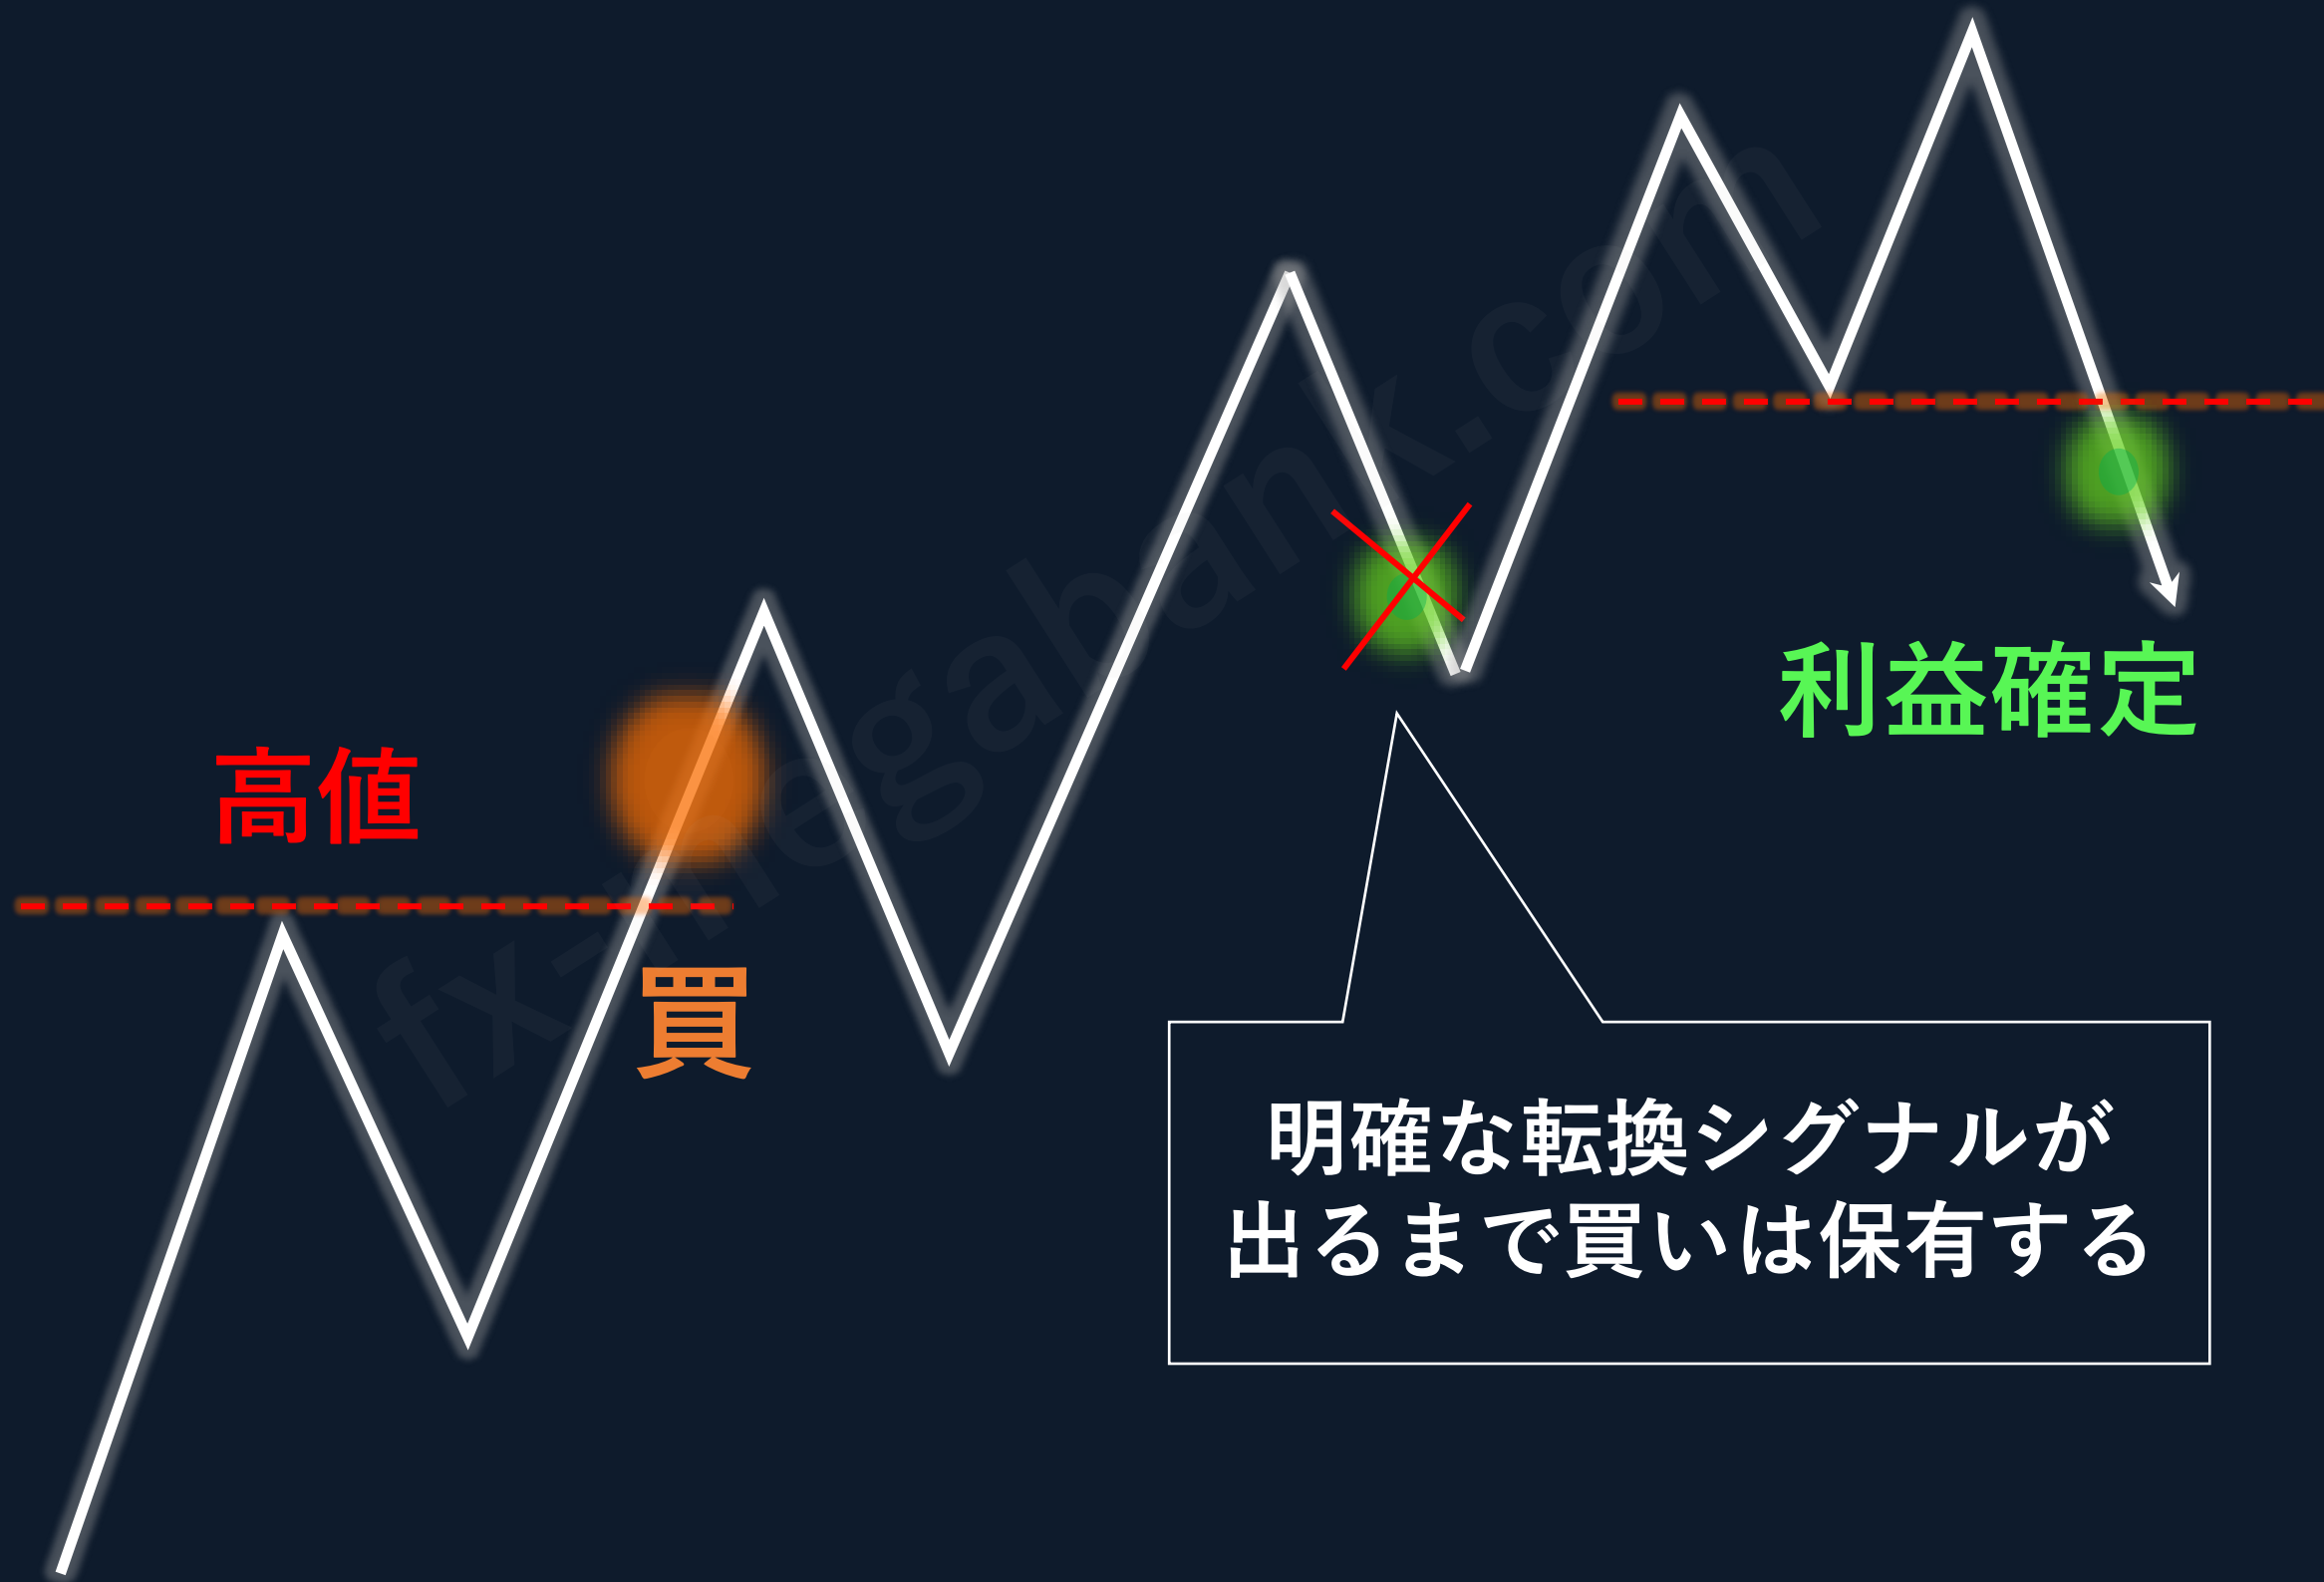 利益確定
高値
買
明確な転換シグナルが
出るまで買いは保有する
fx-megabank.com